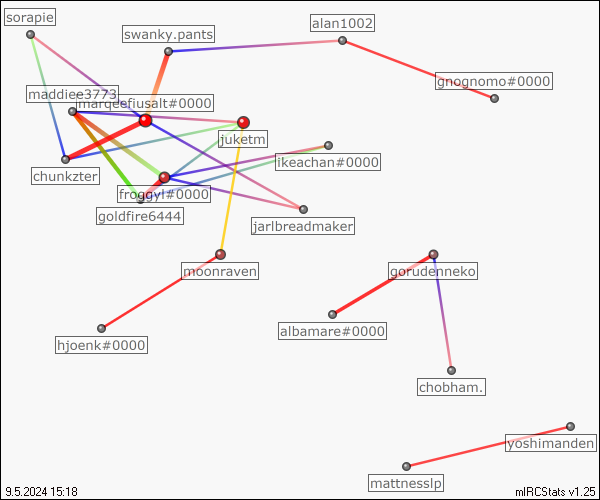 sorapie
alan1002
swanky.pants
gnognomo#0000
maddiee3773
marqeefiusalt#0000
juketm
ikeachan#0000
chunkzter
froggyl#0000
goldfire6444
jarlbreadmaker
moonraven
gorudenneko
albamare#0000
hjoenk#0000
chobham.
yoshimanden
mattnesslp
9.5.2024 15:18
mIRCStats v1.25